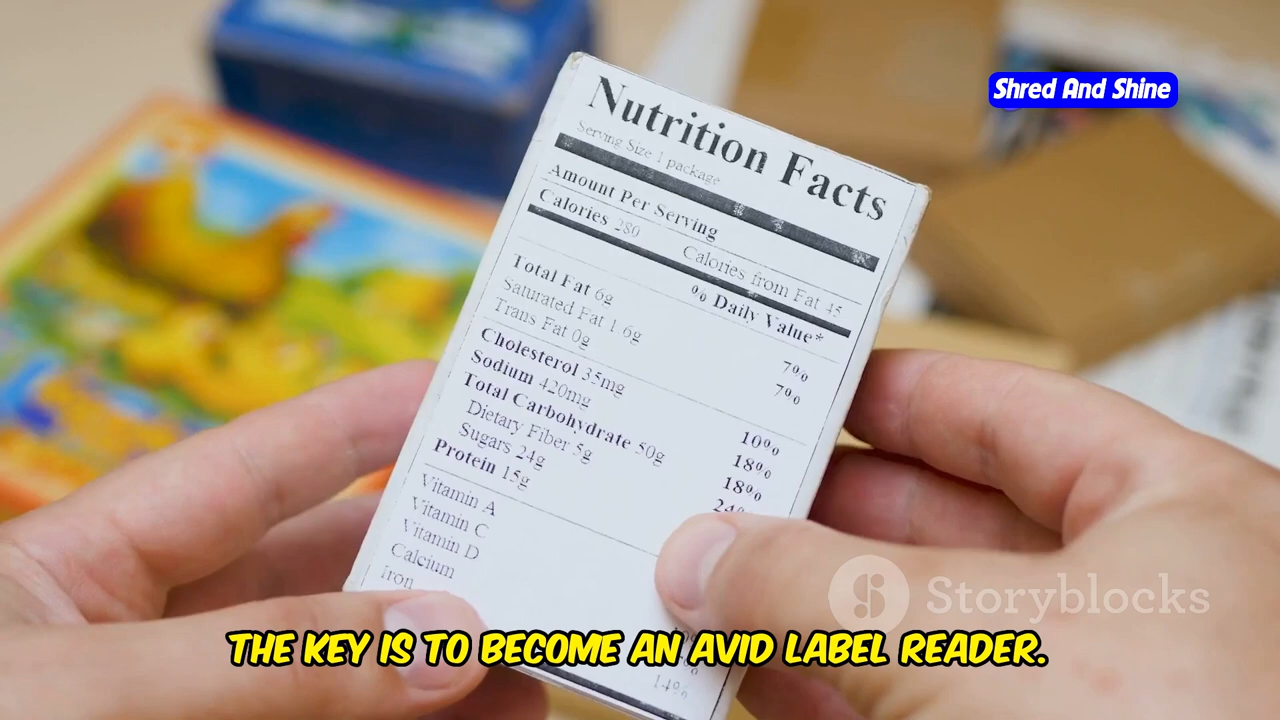 Shred And Shine
Nutrition Facts
Serving Size 1 package
Amount Per Serving
Calories 280 Calories from Fat 45
% Daily Value*
Total Fat 6g 7%
Saturated Fat 1.6g 7%
Trans Fat 0g
Cholesterol 35mg 10%
Sodium 420mg 18%
Total Carbohydrate 50g 18%
Dietary Fiber 5g 24%
Sugars 24g
Protein 15g
Vitamin A
Vitamin C
Vitamin D
Calcium
Iron
14%
Storyblocks
THE KEY IS TO BECOME AN AVID LABEL READER.